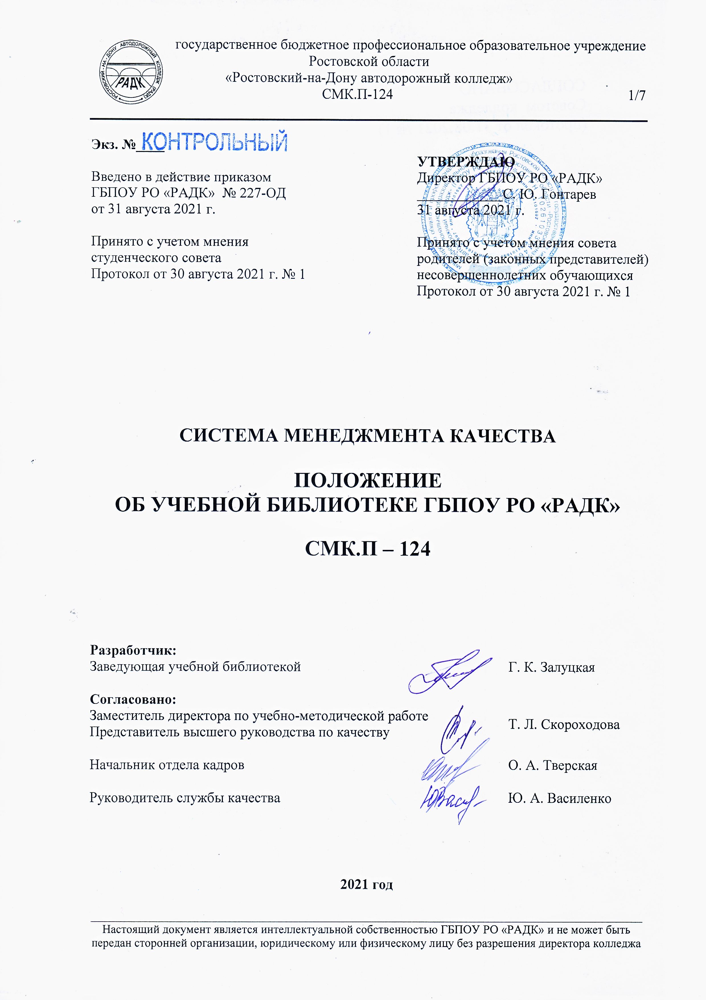 РОСТОВСКИЙ-НА-ДОНУ АВТОДОРОЖНЫЙ КОЛЛЕДЖ (РАДК)
РАДК
государственное бюджетное профессиональное образовательное учреждение
Ростовской области
«Ростовский-на-Дону автодорожный колледж»
СМК.П-124
1/7
Экз. №____ КОНТРОЛЬНЫЙ
Введено в действие приказом
ГБПОУ РО «РАДК» № 227-ОД
от 31 августа 2021 г.
Принято с учетом мнения
студенческого совета
Протокол от 30 августа 2021 г. № 1
УТВЕРЖДАЮ
Директор ГБПОУ РО «РАДК»
____________С. Ю. Гонтарев
31 августа 2021 г.
Принято с учетом мнения совета
родителей (законных представителей)
несовершеннолетних обучающихся
Протокол от 30 августа 2021 г. № 1
СИСТЕМА МЕНЕДЖМЕНТА КАЧЕСТВА
ПОЛОЖЕНИЕ
ОБ УЧЕБНОЙ БИБЛИОТЕКЕ ГБПОУ РО «РАДК»
СМК.П – 124
Разработчик:
Заведующая учебной библиотекой Г. К. Залуцкая
Согласовано:
Заместитель директора по учебно-методической работе
Представитель высшего руководства по качеству Т. Л. Скороходова
Начальник отдела кадров О. А. Тверская
Руководитель службы качества Ю. А. Василенко
2021 год
Настоящий документ является интеллектуальной собственностью ГБПОУ РО «РАДК» и не может быть
передан сторонней организации, юридическому или физическому лицу без разрешения директора колледжа